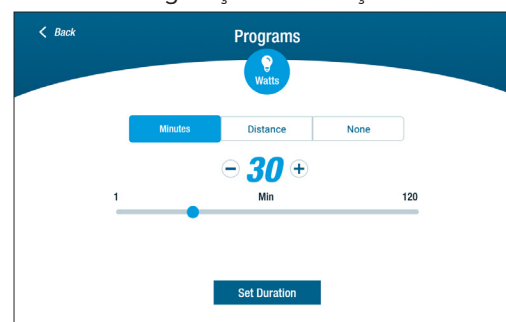 Back
Programs
Watts
Minutes Distance None
30
1 Min 120
Set Duration